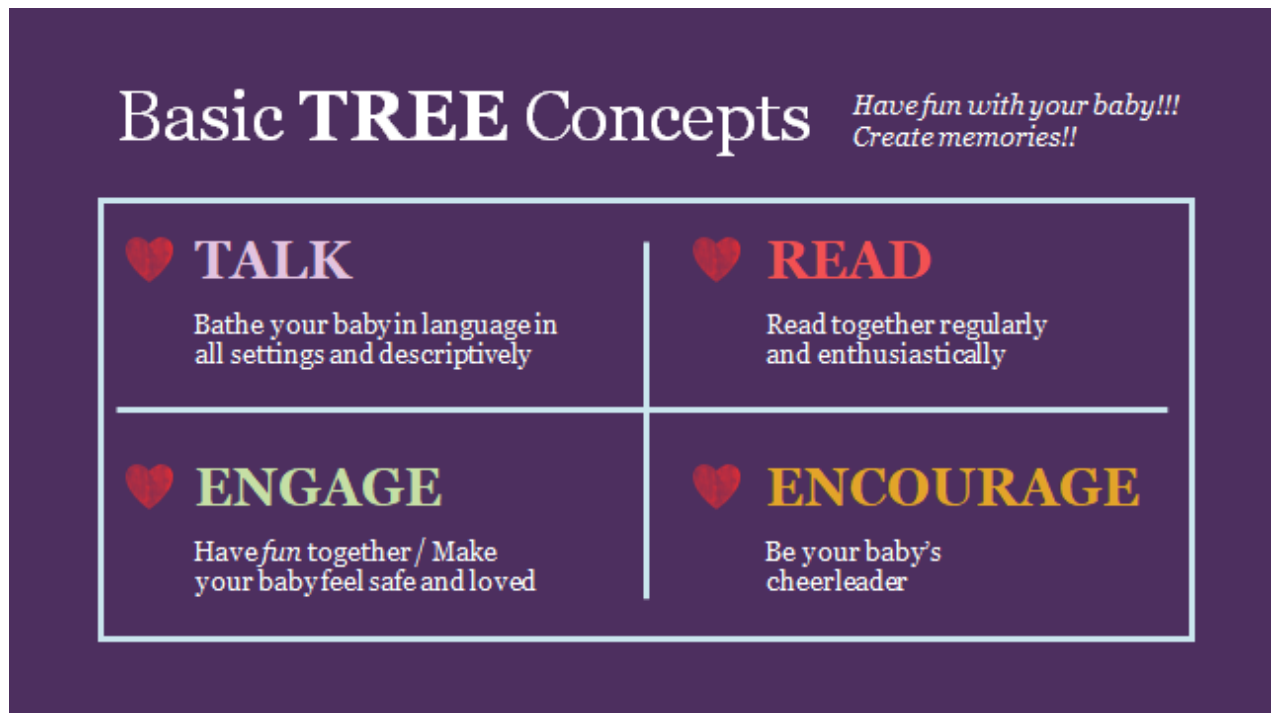 Basic TREE Concepts
Have fun with your baby!!!
Create memories!!
TALK
Bathe your baby in language in
all settings and descriptively
READ
Read together regularly
and enthusiastically
ENGAGE
Have fun together / Make
your baby feel safe and loved
ENCOURAGE
Be your baby’s
cheerleader